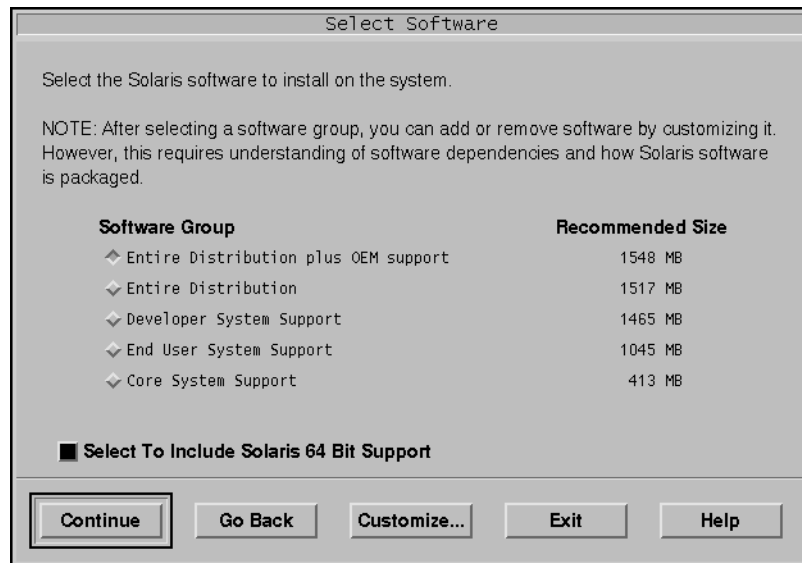 Select Software
Select the Solaris software to install on the system.
NOTE: After selecting a software group, you can add or remove software by customizing it.
However, this requires understanding of software dependencies and how Solaris software
is packaged.
Software Group Recommended Size
Entire Distribution plus OEM support 1548 MB
Entire Distribution 1517 MB
Developer System Support 1465 MB
End User System Support 1045 MB
Core System Support 413 MB
Select To Include Solaris 64 Bit Support
Continue Go Back Customize... Exit Help